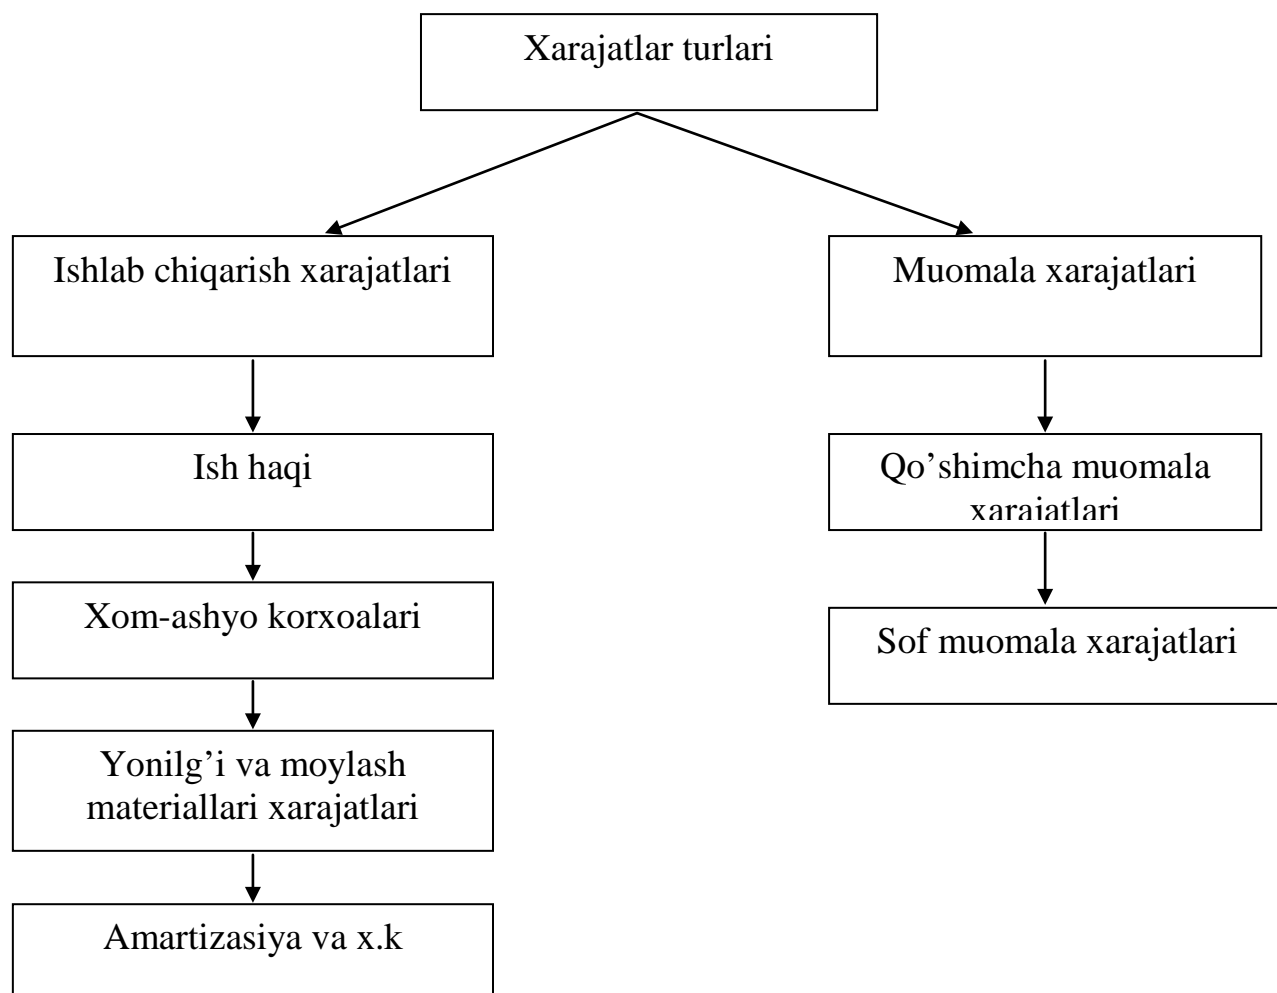 Xarajatlar turlari
Ishlab chiqarish xarajatlari
Muomala xarajatlari
Ish haqi
Qo’shimcha muomala
xarajatlari
Xom-ashyo korxoalari
Sof muomala xarajatlari
Yonilg’i va moylash
materiallari xarajatlari
Amartizasiya va x.k